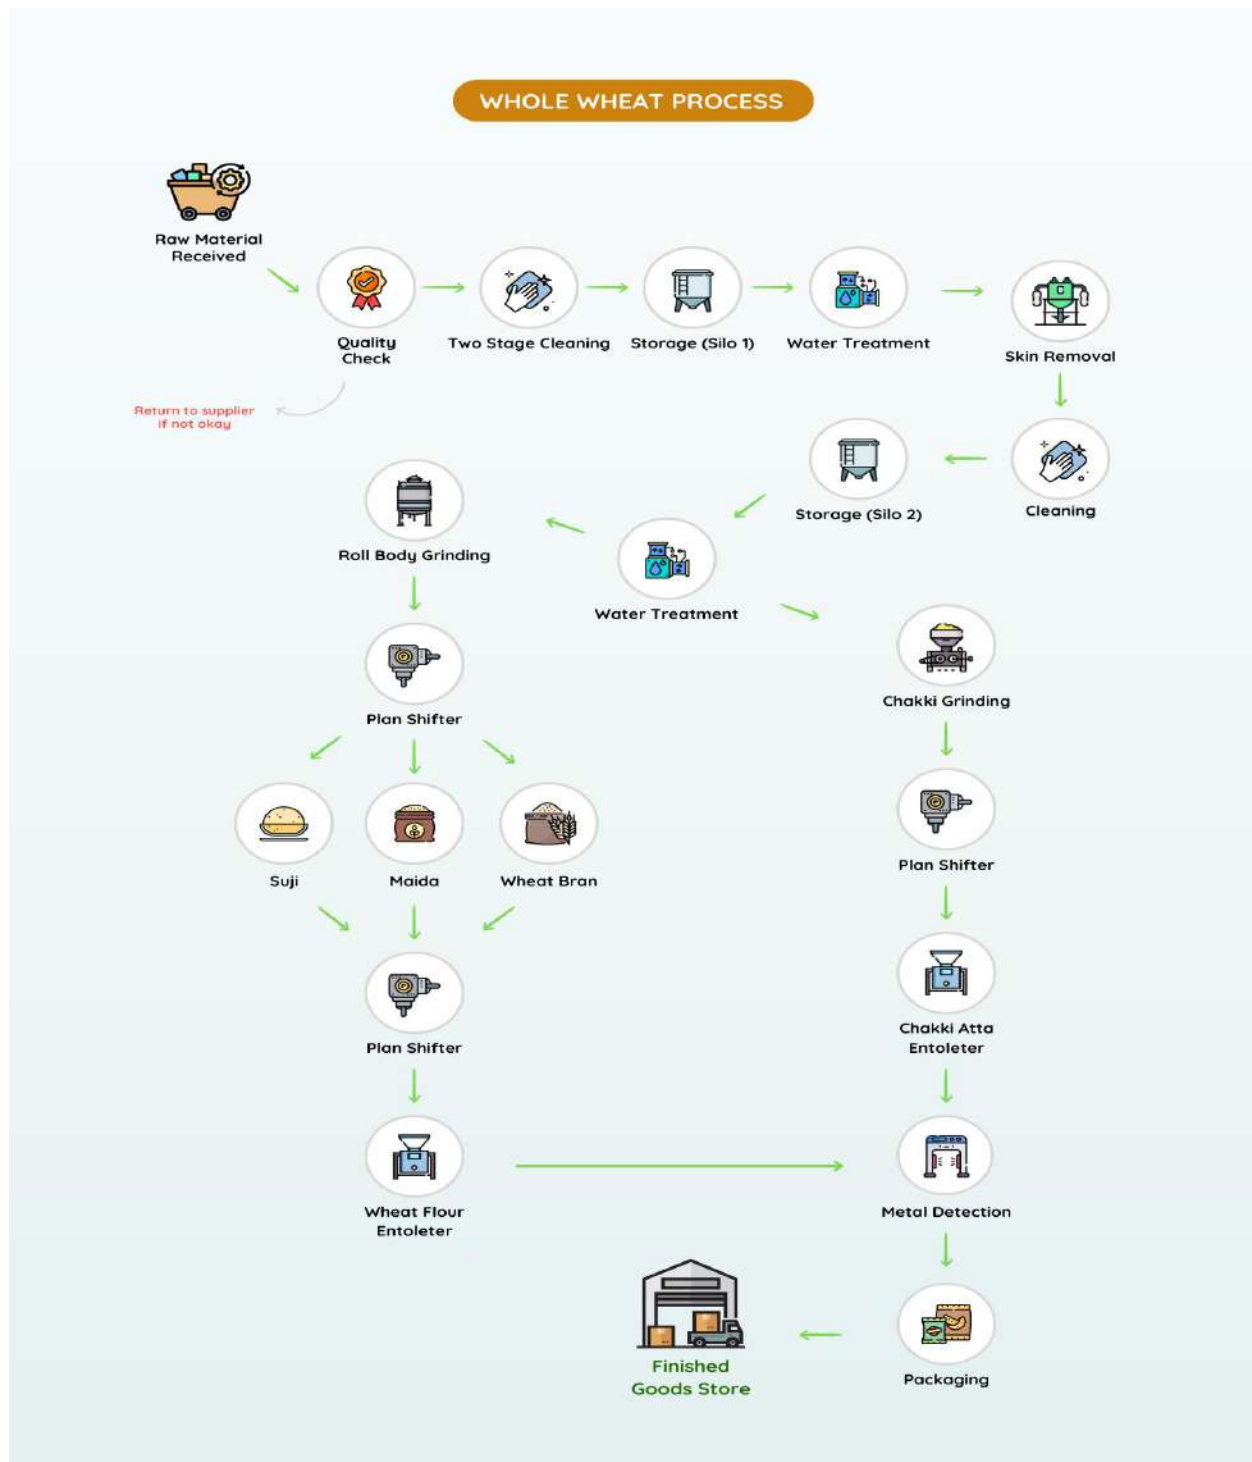 WHOLE WHEAT PROCESS
Raw Material
Received
Quality
Check
Two Stage Cleaning
Storage (Silo 1)
Water Treatment
Skin Removal
Return to supplier
if not okay
Cleaning
Storage (Silo 2)
Water Treatment
Roll Body Grinding
Plan Shifter
Suji
Maida
Wheat Bran
Plan Shifter
Wheat Flour
Entoleter
Chakki Grinding
Plan Shifter
Chakki Atta
Entoleter
Metal Detection
Packaging
Finished
Goods Store